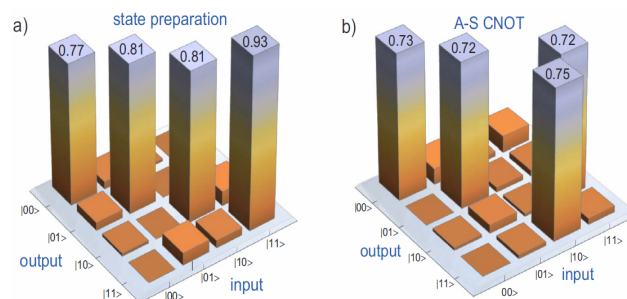 a) state preparation
0.77 0.81 0.81 0.93
|00> |01> |10> |11>
output
|00> |01> |10> |11>
input
b) A-S CNOT
0.73 0.72 0.72 0.75
|00> |01> |10> |11>
output
|00> |01> |10> |11>
input